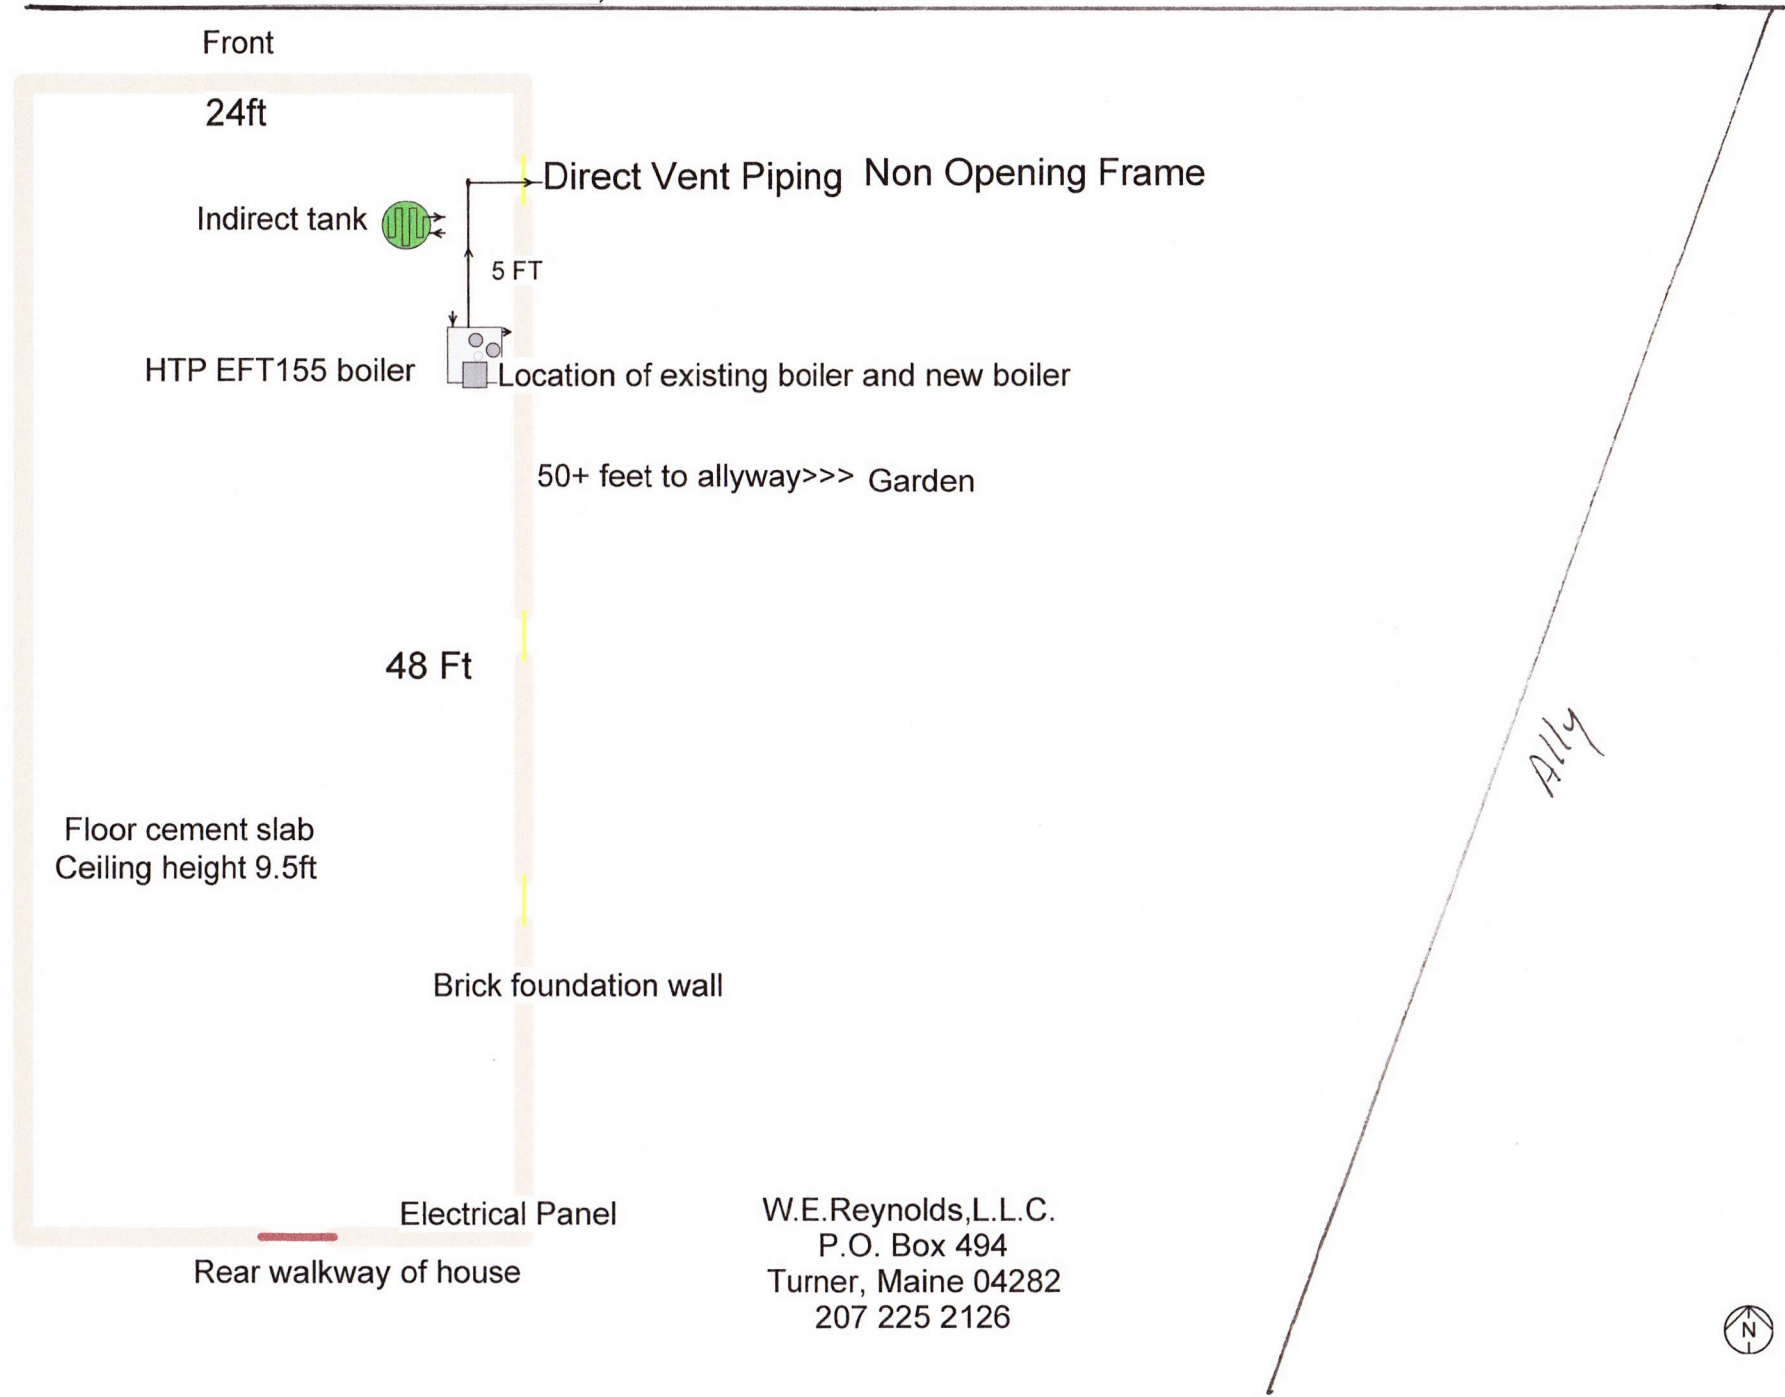 Front
24ft
Direct Vent Piping Non Opening Frame
Indirect tank
5 FT
HTP EFT155 boiler
Location of existing boiler and new boiler
50+ feet to allyway>>> Garden
48 Ft
Ally
Floor cement slab
Ceiling height 9.5ft
Brick foundation wall
Electrical Panel
Rear walkway of house
W.E.Reynolds,L.L.C.
P.O. Box 494
Turner, Maine 04282
207 225 2126
N